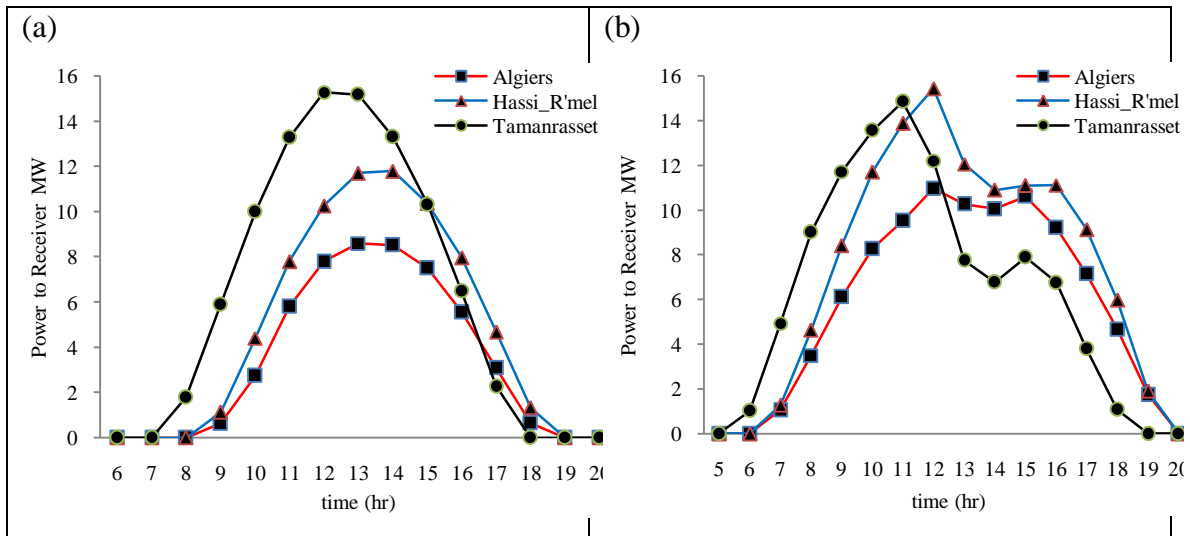 (a)
Algiers
Hassi_R'mel
Tamanrasset
16
14
12
10
8
6
4
2
0
Power to Receiver MW
6 7 8 9 10 11 12 13 14 15 16 17 18 19 20
time (hr)
(b)
Algiers
Hassi_R'mel
Tamanrasset
16
14
12
10
8
6
4
2
0
Power to Receiver MW
5 6 7 8 9 10 11 12 13 14 15 16 17 18 19 20
time (hr)